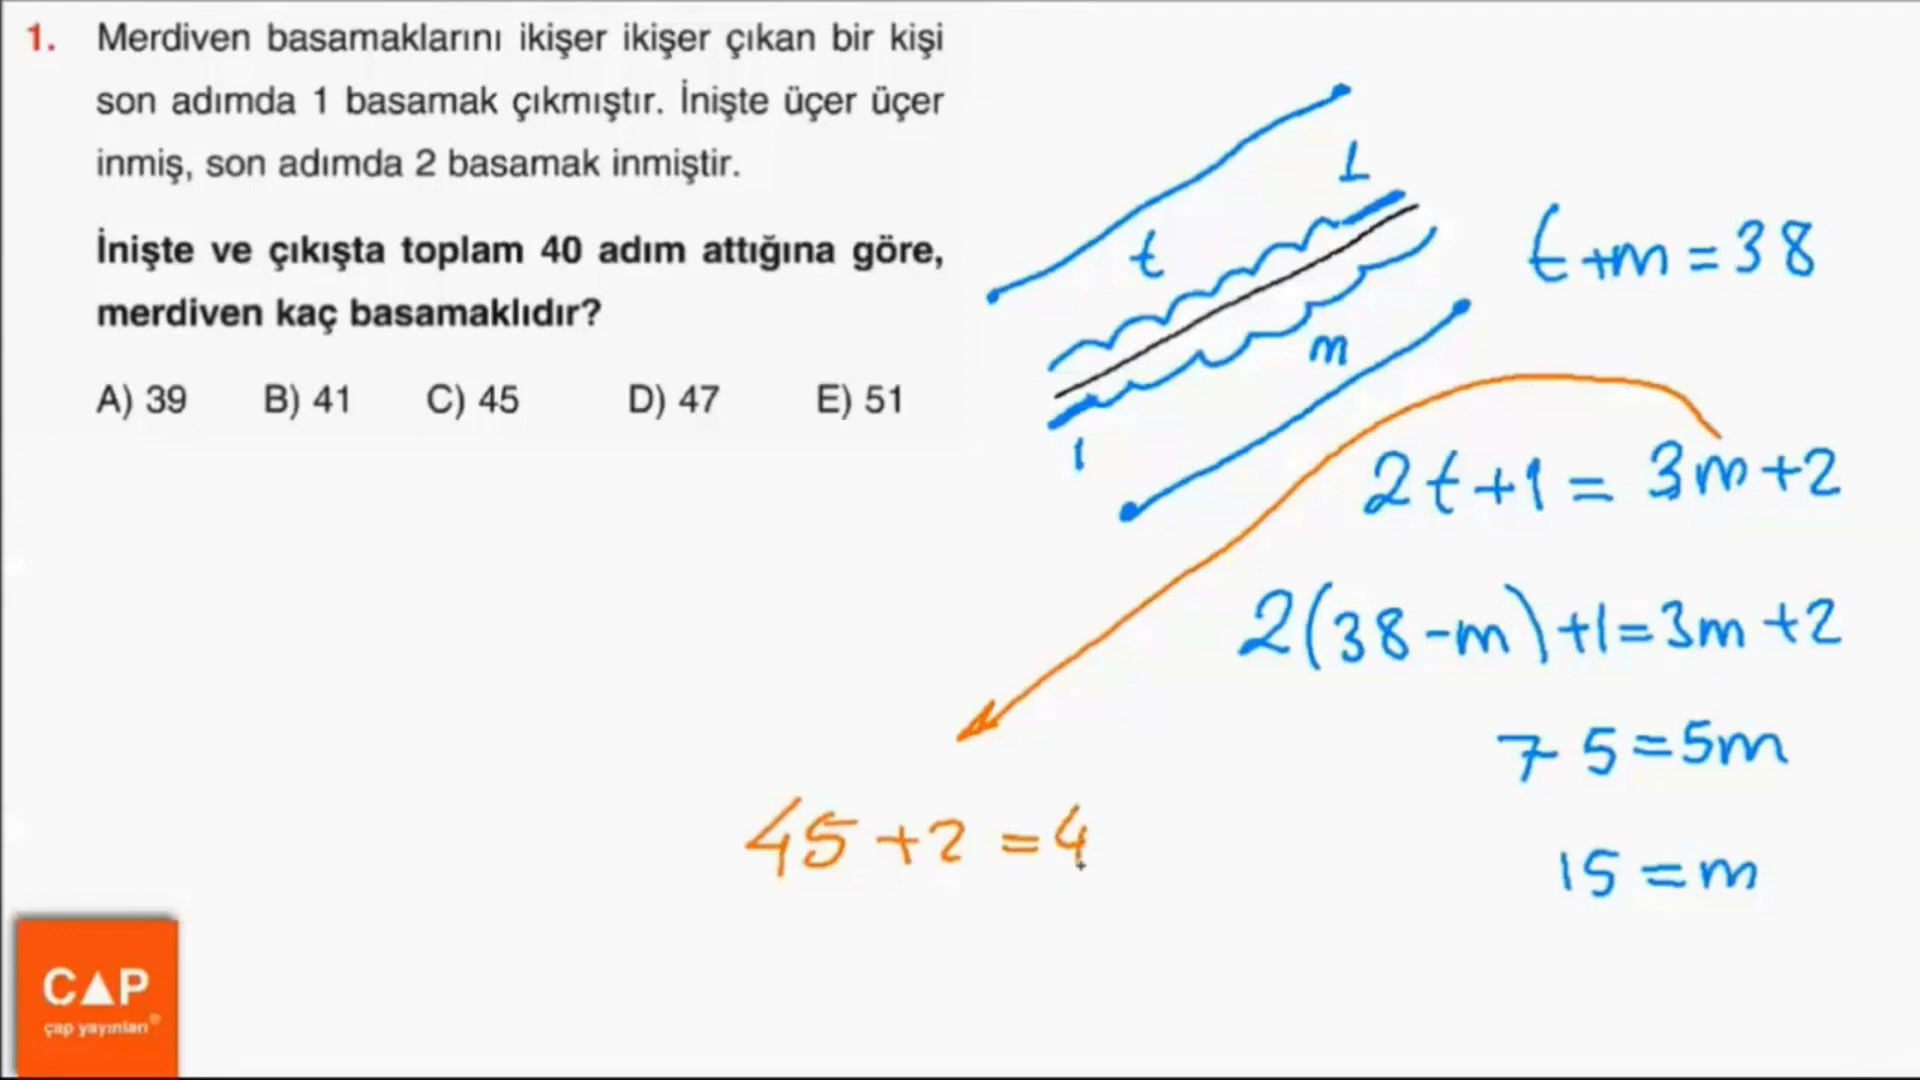 1. Merdiven basamaklarını ikişer ikişer çıkan bir kişi
son adımda 1 basamak çıkmıştır. İnişte üçer üçer
inmiş, son adımda 2 basamak inmiştir.
İnişte ve çıkışta toplam 40 adım attığına göre,
merdiven kaç basamaklıdır?
A) 39 B) 41 C) 45 D) 47 E) 51
1
t
m
1
t+m=38
2t+1=3m+2
2(38-m)+1=3m+2
75=5m
15=m
45+2=4
CAP
çap yayınları®